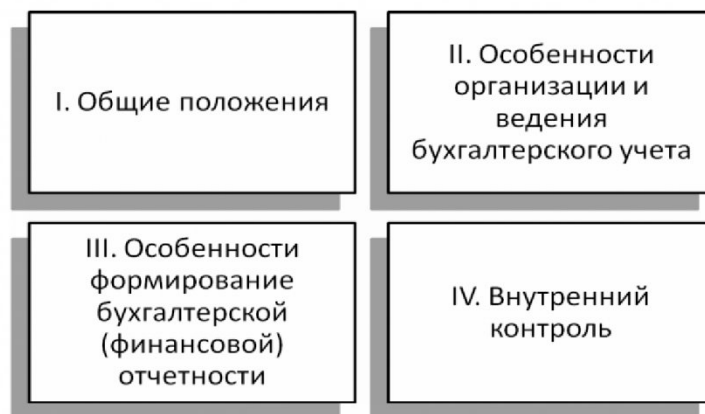 I. Общие положения
II. Особенности
организации и
ведения
бухгалтерского учета
III. Особенности
формирование
бухгалтерской
(финансовой)
отчетности
IV. Внутренний
контроль